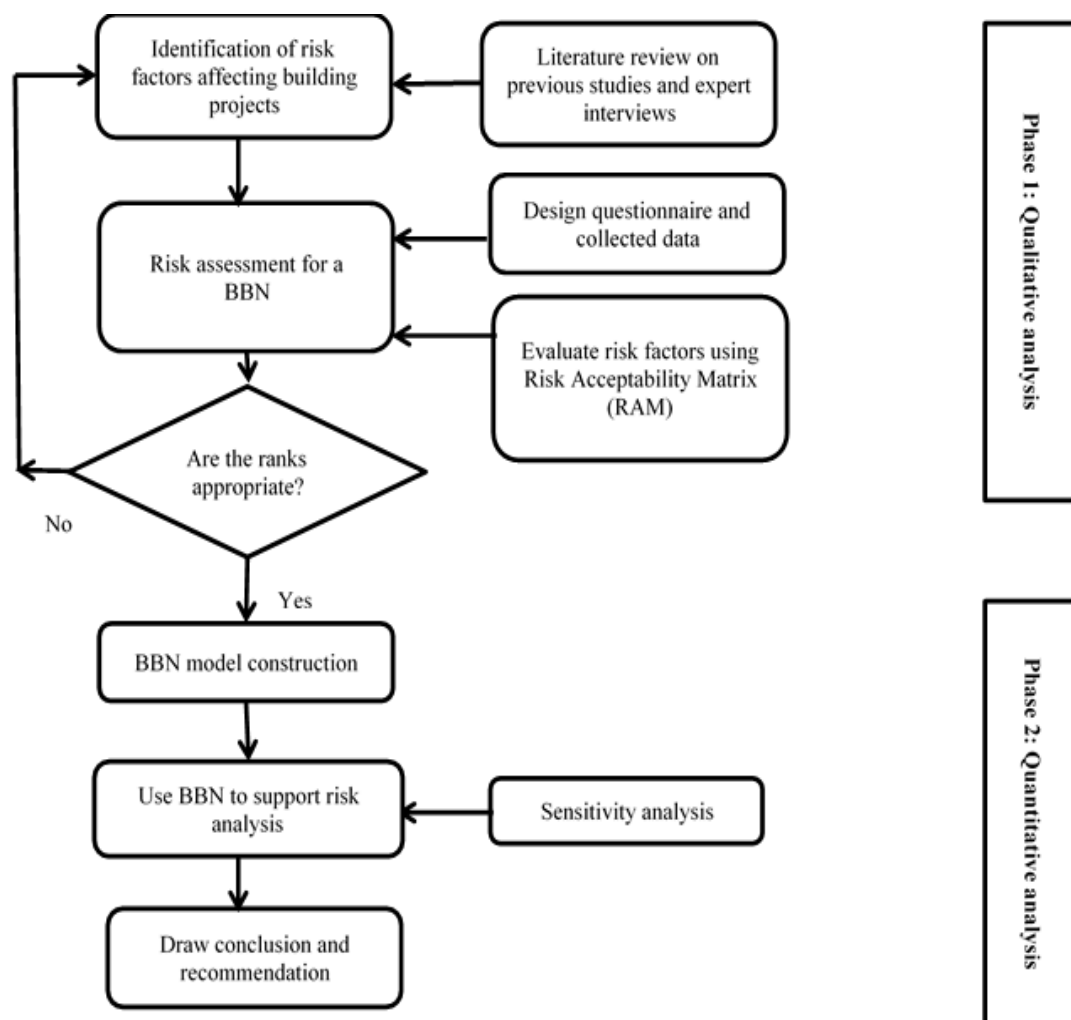 Identification of risk
factors affecting building
projects
Literature review on
previous studies and expert
interviews
Design questionnaire and
collected data
Risk assessment for a
BBN
Evaluate risk factors using
Risk Acceptability Matrix
(RAM)
Are the ranks
appropriate?
No
Yes
BBN model construction
Use BBN to support risk
analysis
Sensitivity analysis
Draw conclusion and
recommendation
Phase 1: Qualitative analysis
Phase 2: Quantitative analysis